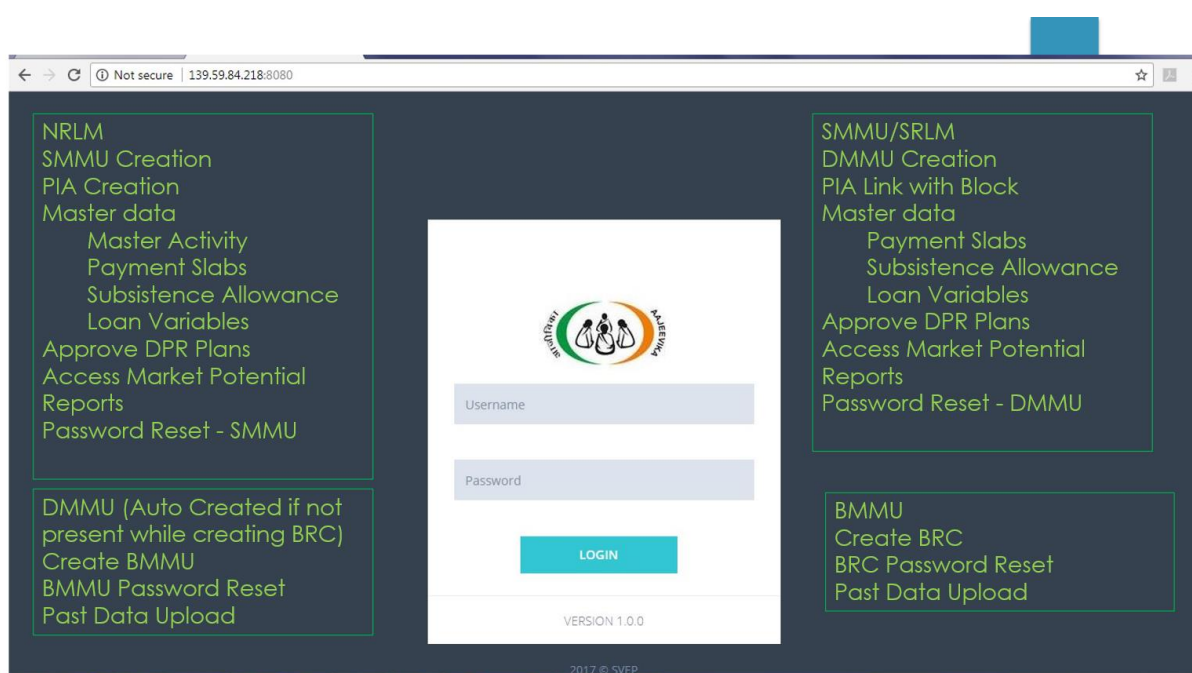 Not secure | 139.59.84.218:8080
NRLM
SMMU Creation
PIA Creation
Master data
Master Activity
Payment Slabs
Subsistence Allowance
Loan Variables
Approve DPR Plans
Access Market Potential
Reports
Password Reset - SMMU
DMMU (Auto Created if not
present while creating BRC)
Create BMMU
BMMU Password Reset
Past Data Upload
आजीविका
AAJEEVIKA
Username
Password
LOGIN
VERSION 1.0.0
2017 © SVEP
SMMU/SRLM
DMMU Creation
PIA Link with Block
Master data
Payment Slabs
Subsistence Allowance
Loan Variables
Approve DPR Plans
Access Market Potential
Reports
Password Reset - DMMU
BMMU
Create BRC
BRC Password Reset
Past Data Upload